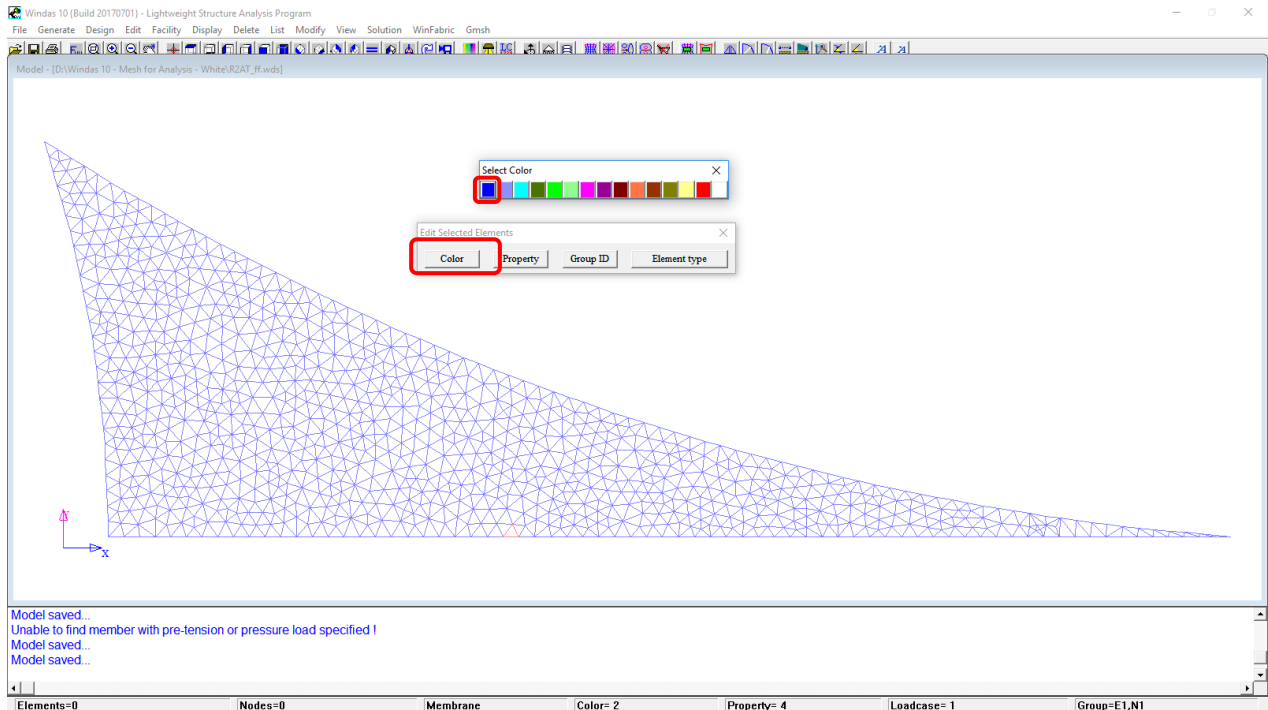 Windas 10 {Build 20170701} - Lightweight Structure Analysis Program
File Generate Design Edit Facility Display Delete List Modify View Solution WinFabric Gmsh
Model - [D:\Windas 10 - Mesh for Analysis - White\R2AT_ff.wds]
Select Color
Edit Selected Elements
Color Property Group ID Element type
Y
X
Model saved...
Unable to find member with pre-tension or pressure load specified !
Model saved...
Model saved...
Elements=0 Nodes=0 Membrane Color= 2 Property= 4 Loadcase= 1 Group=E1,N1